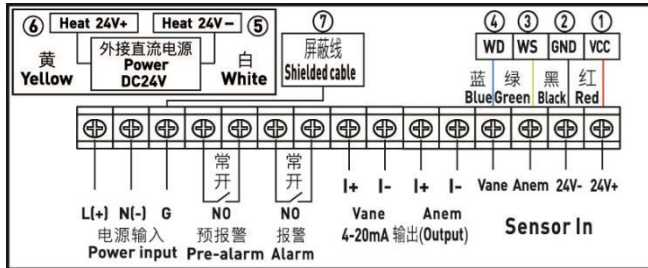 ⑥ Heat 24V+ Heat 24V- ⑤
黄 Yellow
外接直流电源
Power
DC24V
白 White
⑦
屏蔽线
Shielded cable
④ ③ ② ①
WD WS GND VCC
蓝 绿 黑 红
Blue Green Black Red
常开 常开 I+ I- I+ I- Vane Anem 24V- 24V+
L(+) N(-) G NO NO Vane Anem
电源输入 预报警 报警 4-20mA 输出(Output) Sensor In
Power input Pre-alarm Alarm